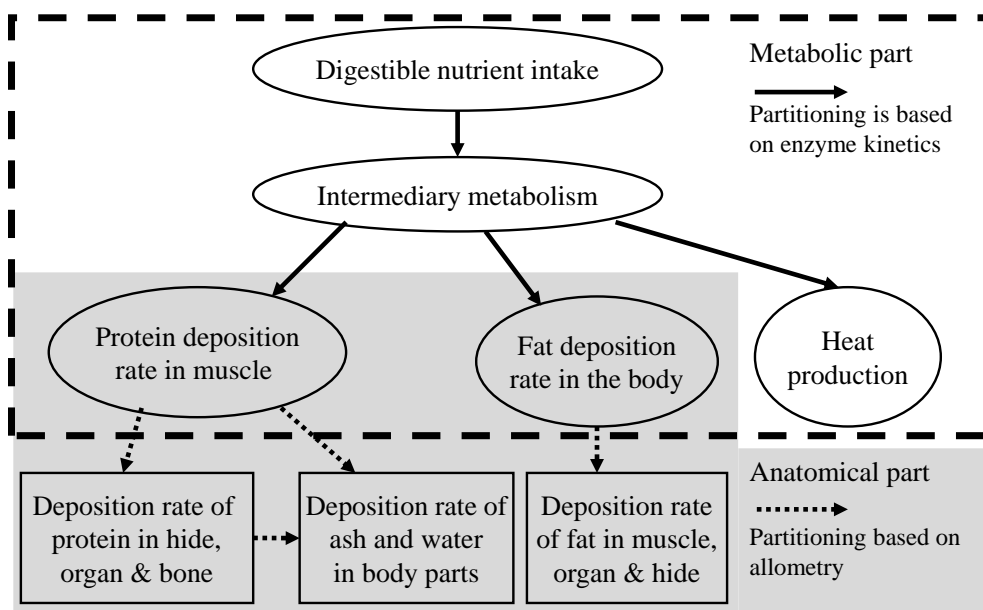 Digestible nutrient intake
Metabolic part
Partitioning is based
on enzyme kinetics
Intermediary metabolism
Protein deposition
rate in muscle
Fat deposition
rate in the body
Heat
production
Deposition rate of
protein in hide,
organ & bone
Deposition rate of
ash and water
in body parts
Deposition rate
of fat in muscle,
organ & hide
Anatomical part
Partitioning based on
allometry